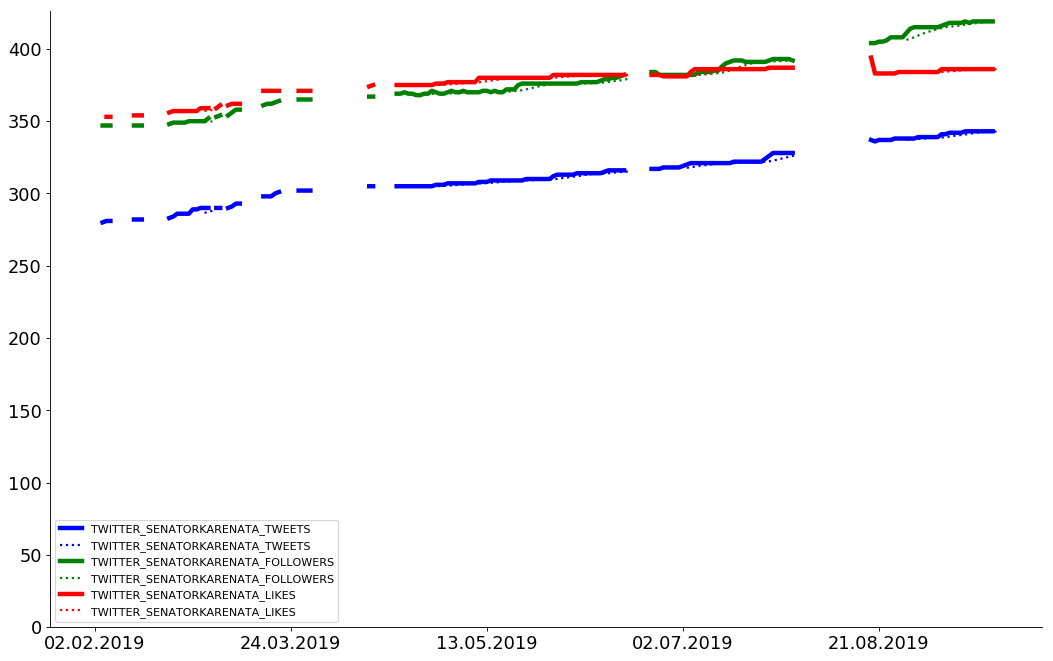 400
350
300
250
200
150
100
50
0
TWITTER_SENATORKARENATA_TWEETS
TWITTER_SENATORKARENATA_TWEETS
TWITTER_SENATORKARENATA_FOLLOWERS
TWITTER_SENATORKARENATA_FOLLOWERS
TWITTER_SENATORKARENATA_LIKES
TWITTER_SENATORKARENATA_LIKES
02.02.2019 24.03.2019 13.05.2019 02.07.2019 21.08.2019